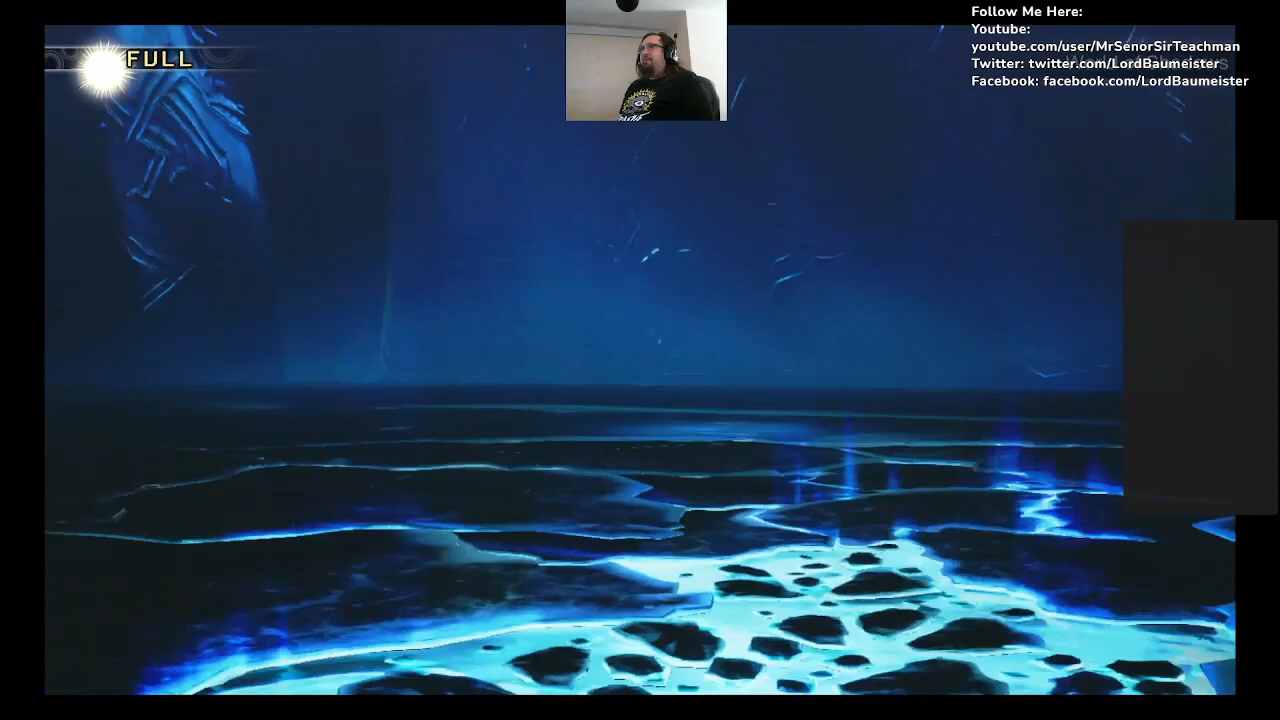 Follow Me Here:
Youtube:
youtube.com/user/MrSenorSirTeachman
Twitter: twitter.com/LordBaumeister
Facebook: facebook.com/LordBaumeister
FULL